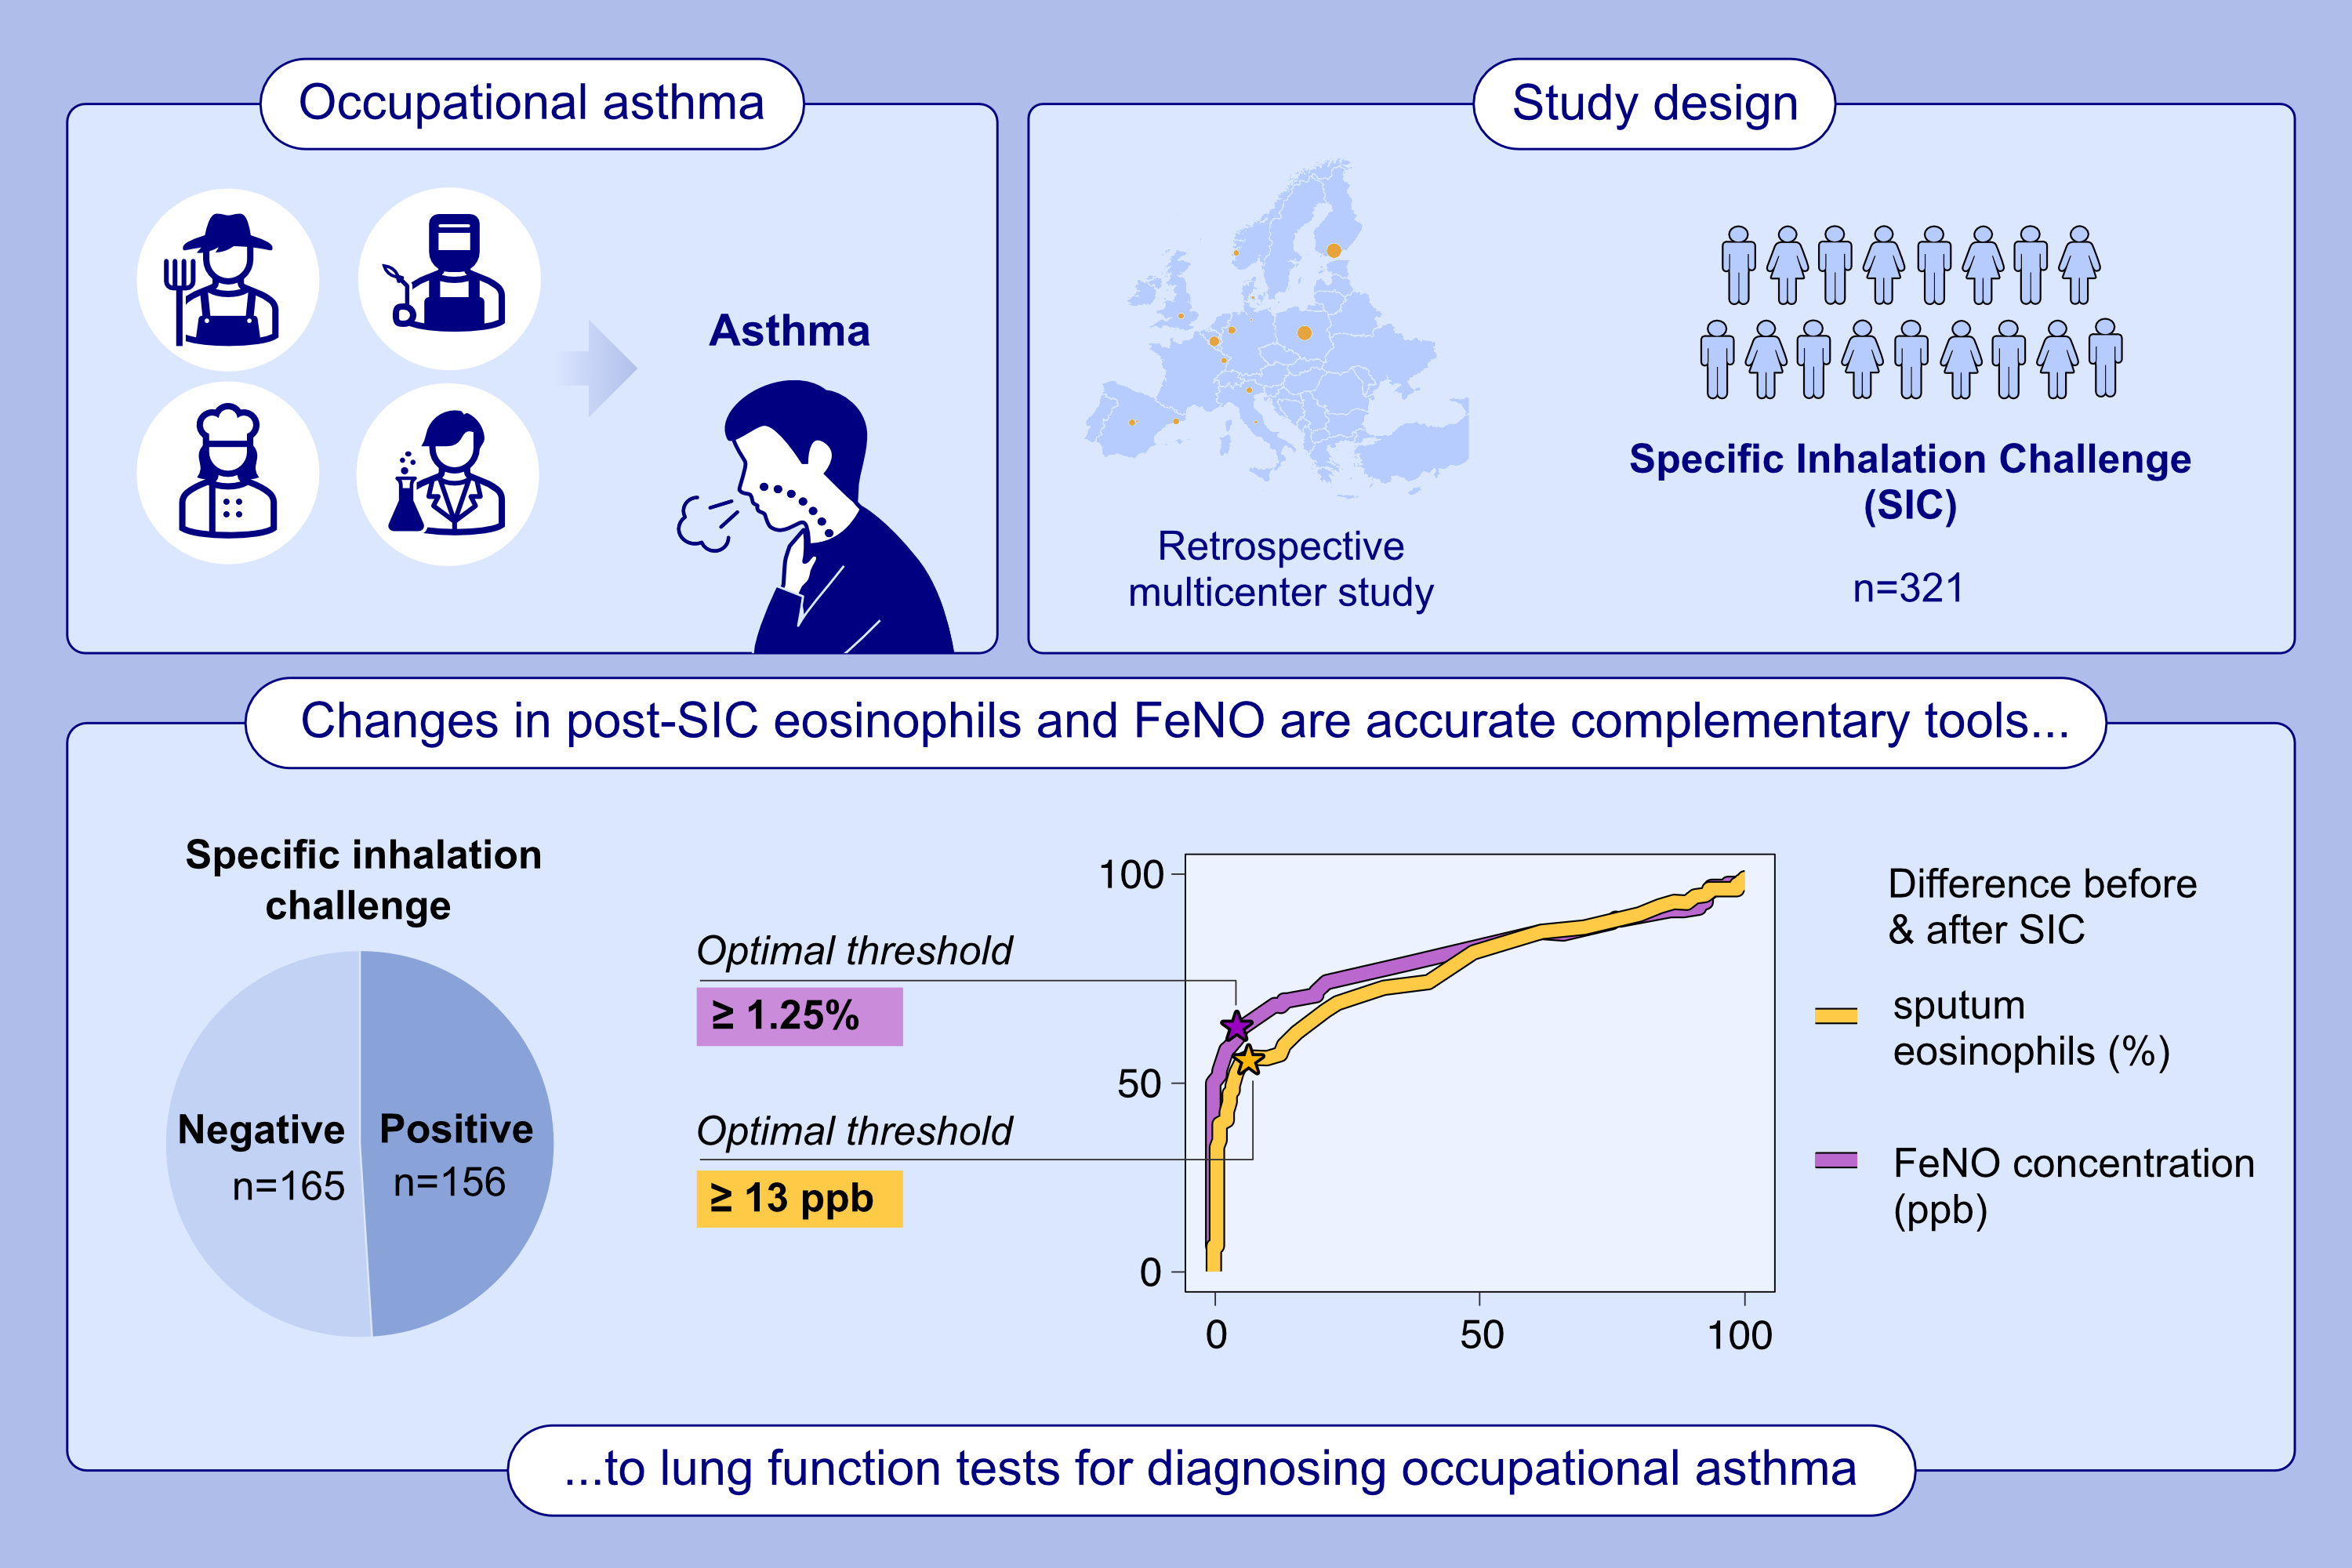 Occupational asthma
Asthma
Study design
Retrospective
multicenter study
Specific Inhalation Challenge
(SIC)
n=321
Changes in post-SIC eosinophils and FeNO are accurate complementary tools...
Specific inhalation
challenge
Negative
n=165
Positive
n=156
Optimal threshold
≥ 1.25%
Optimal threshold
≥ 13 ppb
100
50
0
0
50
100
Difference before
& after SIC
sputum
eosinophils (%)
FeNO concentration
(ppb)
...to lung function tests for diagnosing occupational asthma